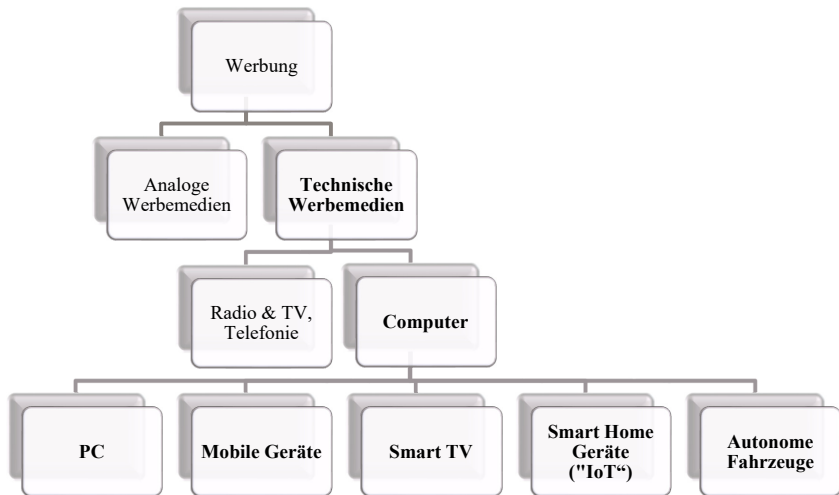 Werbung
Analoge
Werbemedien
Technische
Werbemedien
Radio & TV,
Telefonie
Computer
PC
Mobile Geräte
Smart TV
Smart Home
Geräte
("IoT“)
Autonome
Fahrzeuge